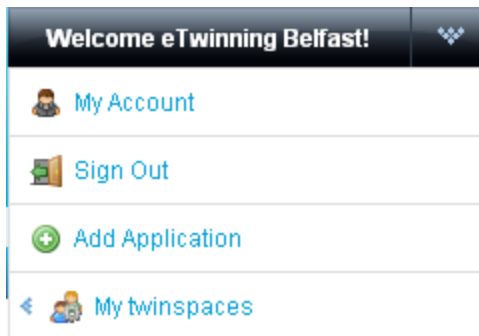 Welcome eTwinning Belfast!
My Account
Sign Out
Add Application
My twinspaces